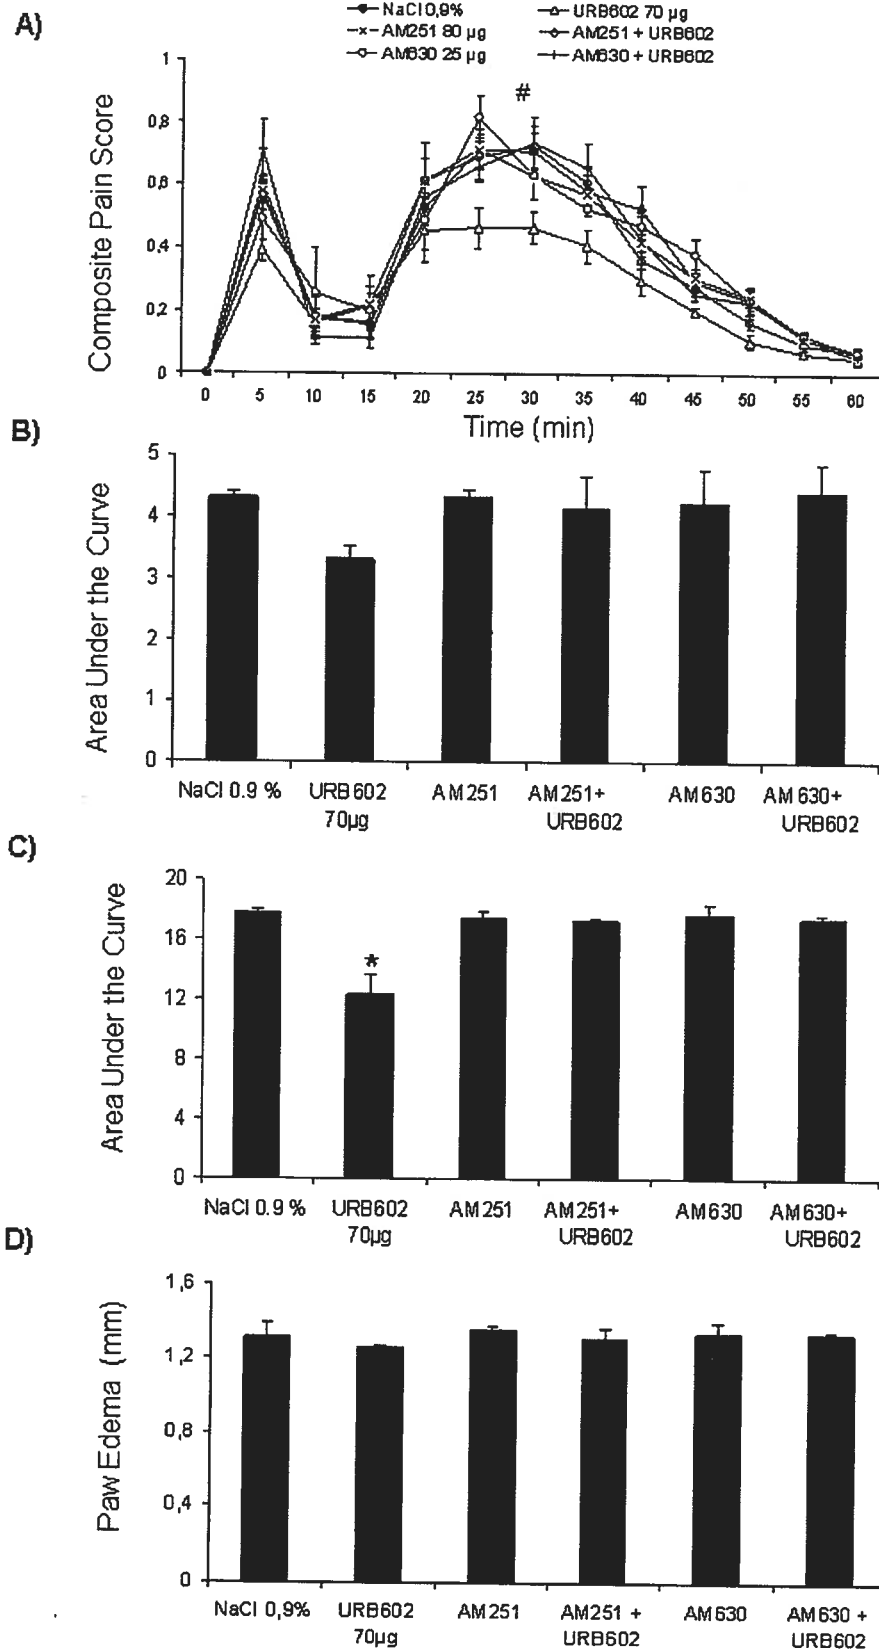 A)
NaCl 0,9%
URB602 70 µg
AM251 80 µg
AM251 + URB602
AM630 25 µg
AM630 + URB602
Composite Pain Score
1
0,8
0,6
0,4
0,2
0
#
0 5 10 15 20 25 30 35 40 45 50 55 60
Time (min)
B)
Area Under the Curve
5
4
3
2
1
0
NaCl 0.9 % URB602 AM251 AM251+ AM630 AM630+
70µg URB602 URB602
C)
Area Under the Curve
20
16
12
8
4
0
*
NaCl 0.9 % URB602 AM251 AM251+ AM630 AM630+
70µg URB602 URB602
D)
Paw Edema (mm)
1,6
1,2
0,8
0,4
0
NaCl 0,9% URB602 AM251 AM251 + AM630 AM630 +
70µg URB602 URB602